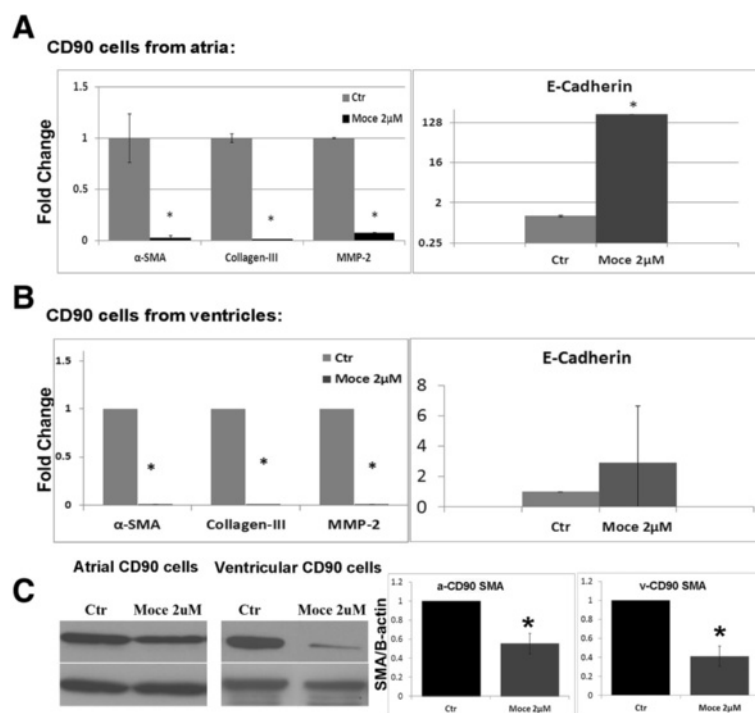 A
CD90 cells from atria:
Fold Change
1.5
1
0.5
0
Ctr
Moce 2µM
*
*
*
α-SMA
Collagen-III
MMP-2
E-Cadherin
128
16
2
0.25
*
Ctr
Moce 2µM
B
CD90 cells from ventricles:
Fold Change
1.5
1
0.5
0
Ctr
Moce 2µM
*
*
*
α-SMA
Collagen-III
MMP-2
E-Cadherin
8
6
4
2
0
Ctr
Moce 2µM
C
Atrial CD90 cells
Ctr Moce 2uM
Ventricular CD90 cells
Ctr Moce 2uM
SMA/B-actin
a-CD90 SMA
1.2
1
0.8
0.6
0.4
0.2
0
*
Ctr
Moce 2µM
v-CD90 SMA
1.2
1
0.8
0.6
0.4
0.2
0
*
Ctr
Moce 2µM